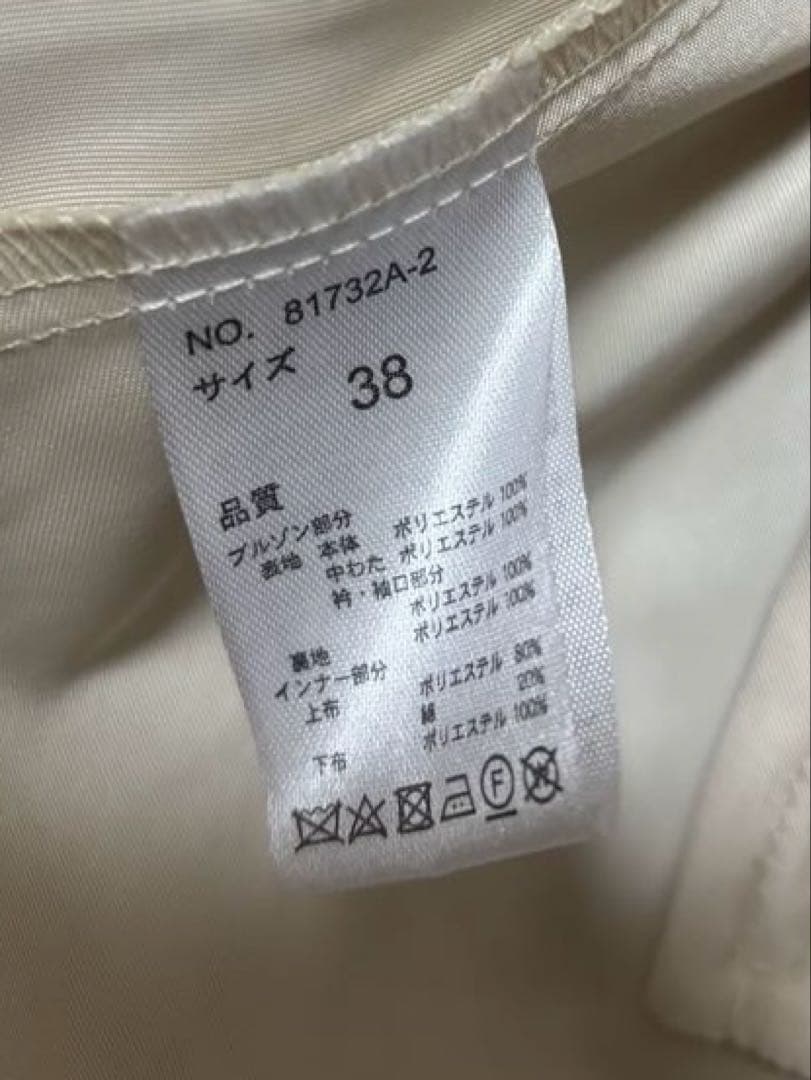 NO. 81732A-2
サイズ 38
品質
ブルゾン部分
表地 本体 ポリエステル 100%
中わた ポリエステル 100%
衿・袖口部分
ポリエステル 100%
裏地 ポリエステル 100%
インナー部分
上布 ポリエステル 80%
綿 20%
下布 ポリエステル 100%
F